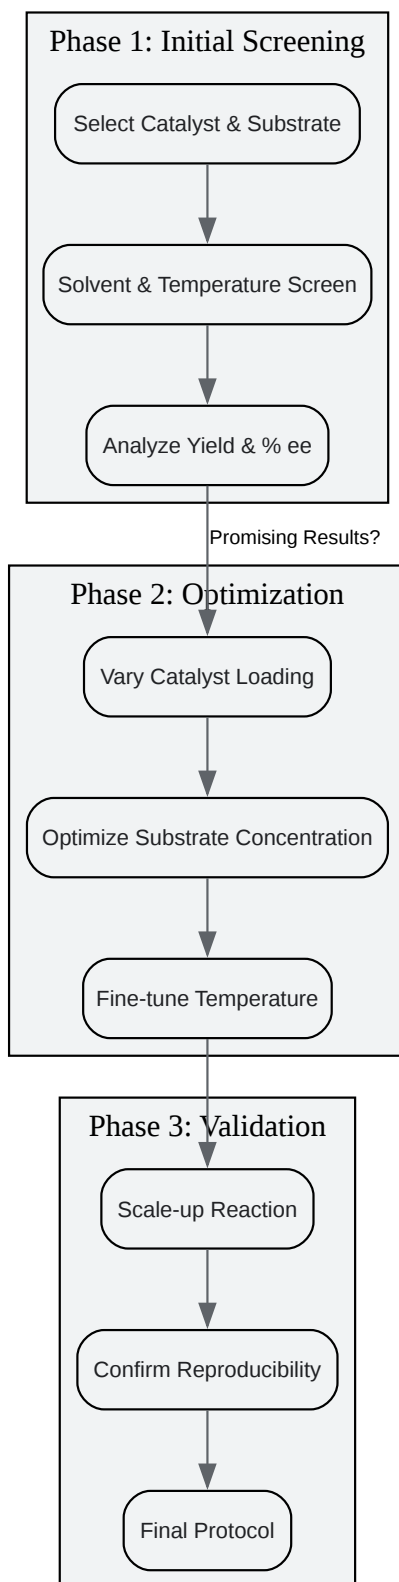 Phase 1: Initial Screening
Select Catalyst & Substrate
Solvent & Temperature Screen
Analyze Yield & % ee
Promising Results?
Phase 2: Optimization
Vary Catalyst Loading
Optimize Substrate Concentration
Fine-tune Temperature
Phase 3: Validation
Scale-up Reaction
Confirm Reproducibility
Final Protocol